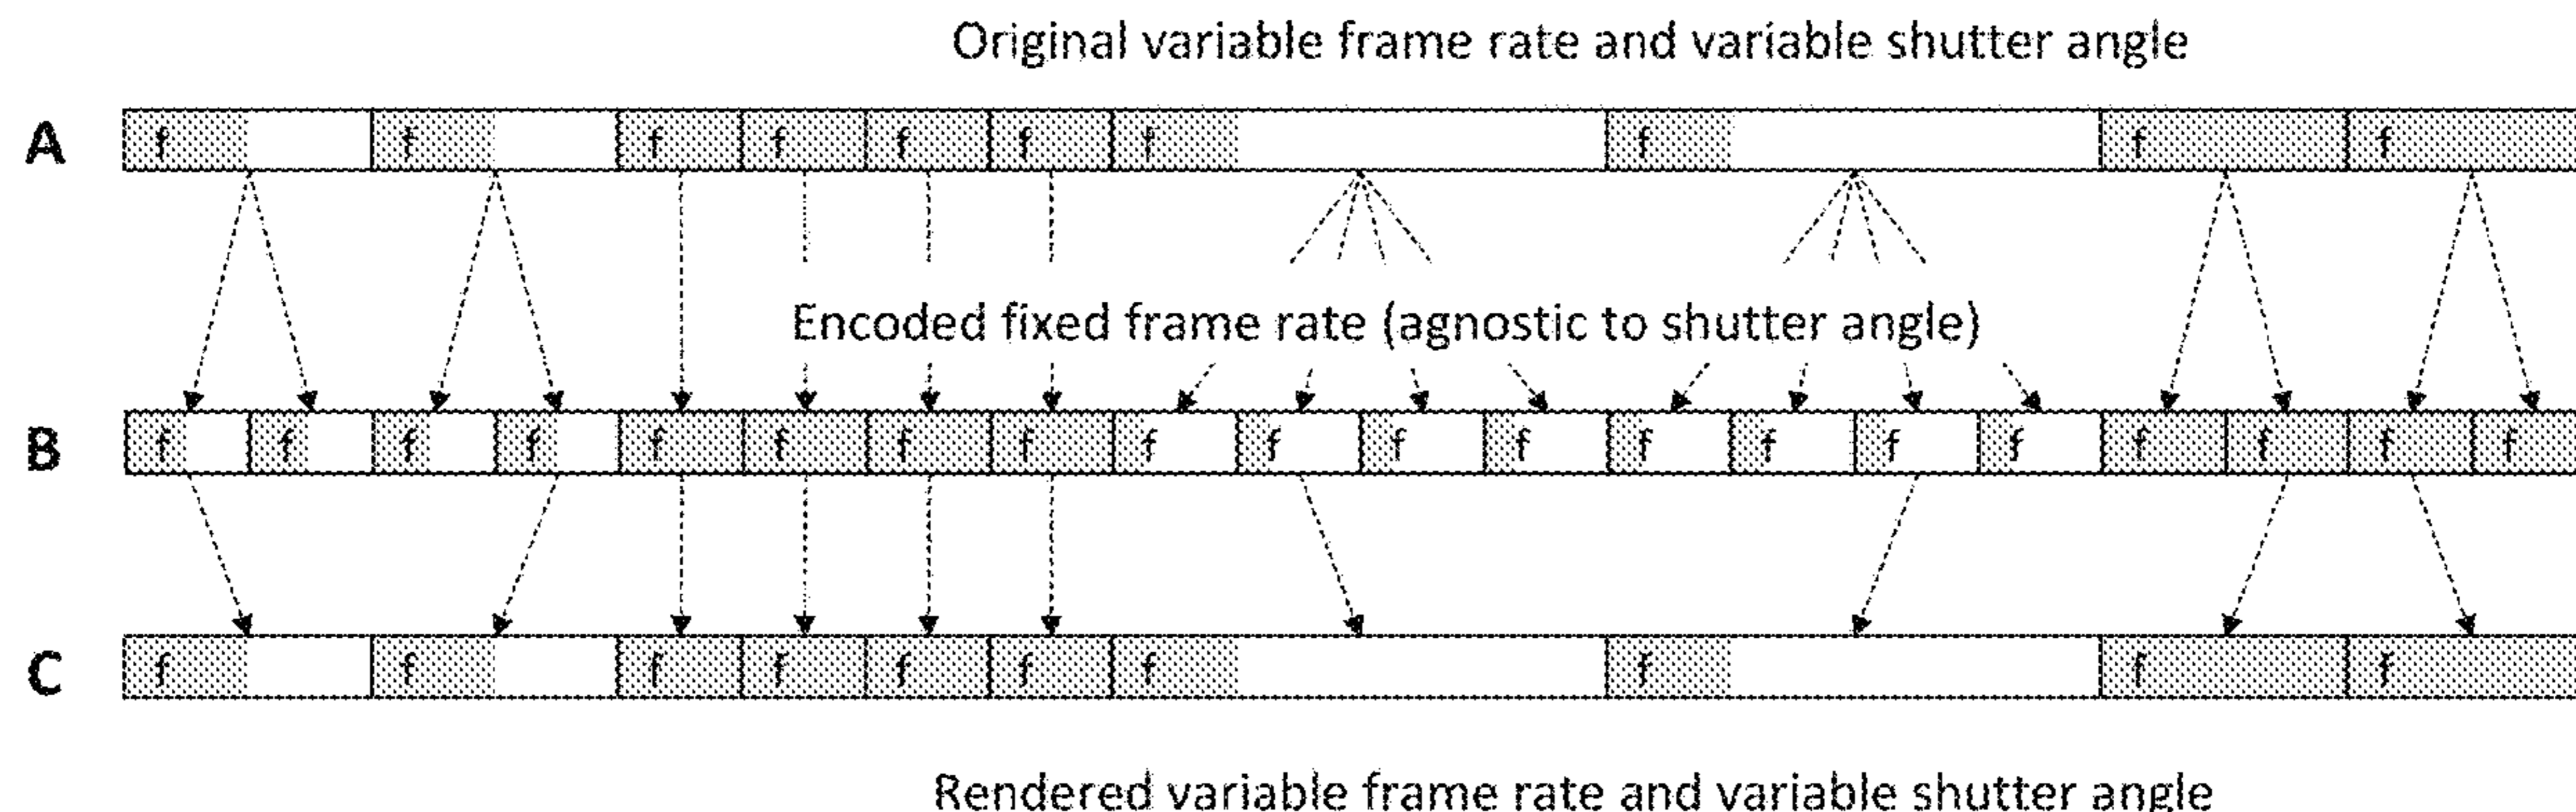 Original variable frame rate and variable shutter angle
A f f f f f f f f f f
Encoded fixed frame rate (agnostic to shutter angle)
B f f f f f f f f f f f f f f f f f f f f
C f f f f f f f f f f
Rendered variable frame rate and variable shutter angle